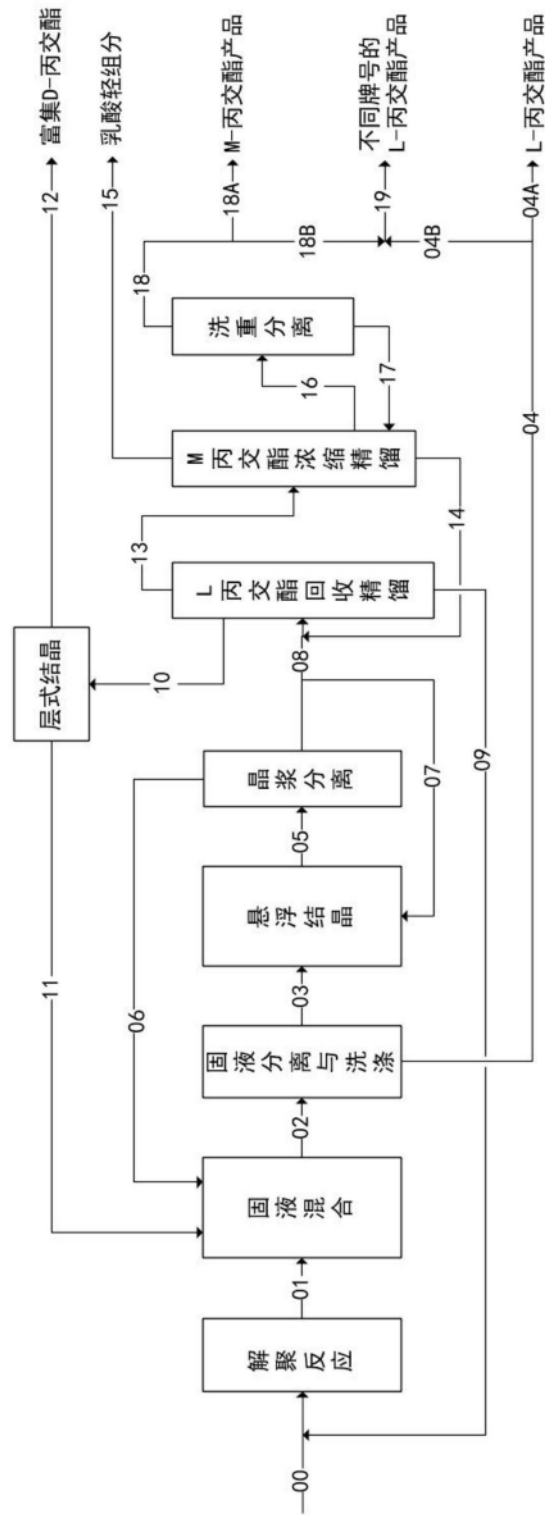 00
解聚反应
01
固液混合
02
固液分离与洗涤
03
悬浮结晶
05
晶浆分离
08
L丙交酯回收精馏
13
M丙交酯浓缩精馏
16
洗重分离
17
18
18A
M-丙交酯产品
18B
19
不同牌号的
L-丙交酯产品
04B
04A
L-丙交酯产品
04
14
09
07
06
11
层式结晶
10
12
富集D-丙交酯
15
乳酸轻组分